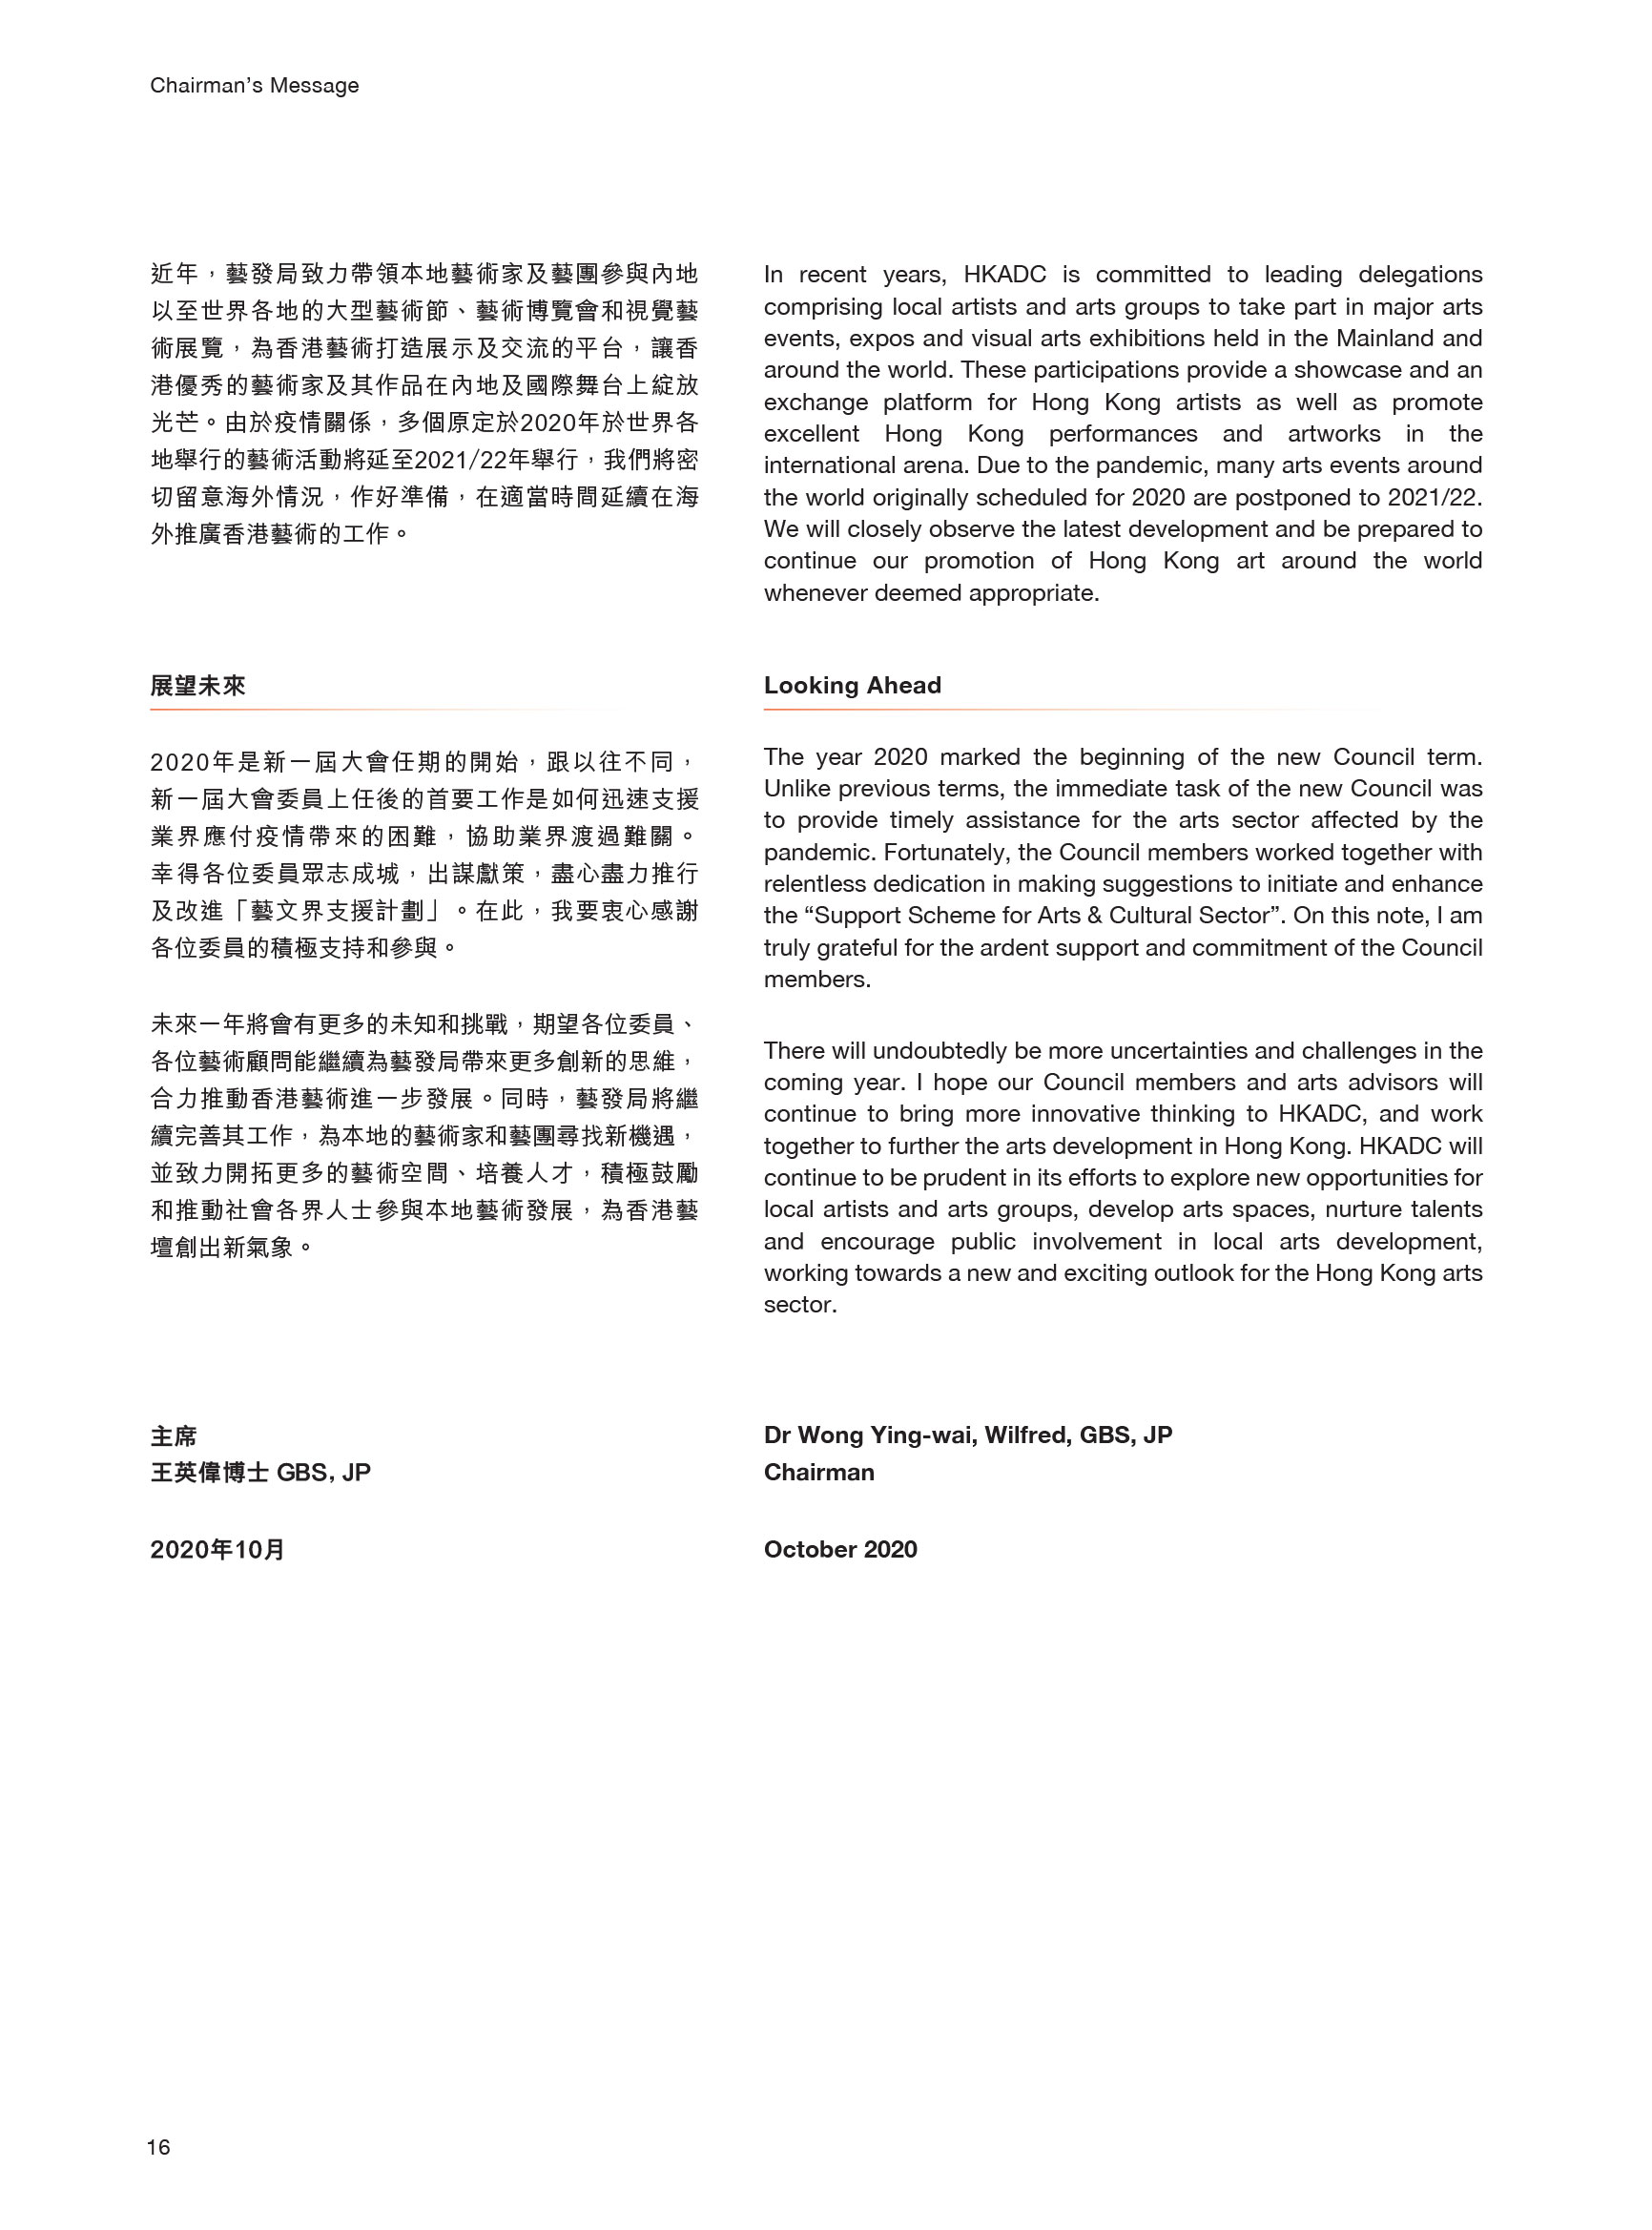 Chairman’s Message
近年，藝發局致力帶領本地藝術家及藝團參與內地
以至世界各地的大型藝術節、藝術博覽會和視覺藝
術展覽，為香港藝術打造展示及交流的平台，讓香
港優秀的藝術家及其作品在內地及國際舞台上綻放
光芒。由於疫情關係，多個原定於2020年於世界各
地舉行的藝術活動將延至2021/22年舉行，我們將密
切留意海外情況，作好準備，在適當時間延續在海
外推廣香港藝術的工作。
展望未來
2020年是新一屆大會任期的開始，跟以往不同，
新一屆大會委員上任後的首要工作是如何迅速支援
業界應付疫情帶來的困難，協助業界渡過難關。
幸得各位委員眾志成城，出謀獻策，盡心盡力推行
及改進「藝文界支援計劃」。在此，我要衷心感謝
各位委員的積極支持和參與。
未來一年將會有更多的未知和挑戰，期望各位委員、
各位藝術顧問能繼續為藝發局帶來更多創新的思維，
合力推動香港藝術進一步發展。同時，藝發局將繼
續完善其工作，為本地的藝術家和藝團尋找新機遇，
並致力開拓更多的藝術空間、培養人才，積極鼓勵
和推動社會各界人士參與本地藝術發展，為香港藝
壇創出新氣象。
主席
王英偉博士 GBS, JP
2020年10月
In recent years, HKADC is committed to leading delegations
comprising local artists and arts groups to take part in major arts
events, expos and visual arts exhibitions held in the Mainland and
around the world. These participations provide a showcase and an
exchange platform for Hong Kong artists as well as promote
excellent Hong Kong performances and artworks in the
international arena. Due to the pandemic, many arts events around
the world originally scheduled for 2020 are postponed to 2021/22.
We will closely observe the latest development and be prepared to
continue our promotion of Hong Kong art around the world
whenever deemed appropriate.
Looking Ahead
The year 2020 marked the beginning of the new Council term.
Unlike previous terms, the immediate task of the new Council was
to provide timely assistance for the arts sector affected by the
pandemic. Fortunately, the Council members worked together with
relentless dedication in making suggestions to initiate and enhance
the “Support Scheme for Arts & Cultural Sector”. On this note, I am
truly grateful for the ardent support and commitment of the Council
members.
There will undoubtedly be more uncertainties and challenges in the
coming year. I hope our Council members and arts advisors will
continue to bring more innovative thinking to HKADC, and work
together to further the arts development in Hong Kong. HKADC will
continue to be prudent in its efforts to explore new opportunities for
local artists and arts groups, develop arts spaces, nurture talents
and encourage public involvement in local arts development,
working towards a new and exciting outlook for the Hong Kong arts
sector.
Dr Wong Ying-wai, Wilfred, GBS, JP
Chairman
October 2020
16